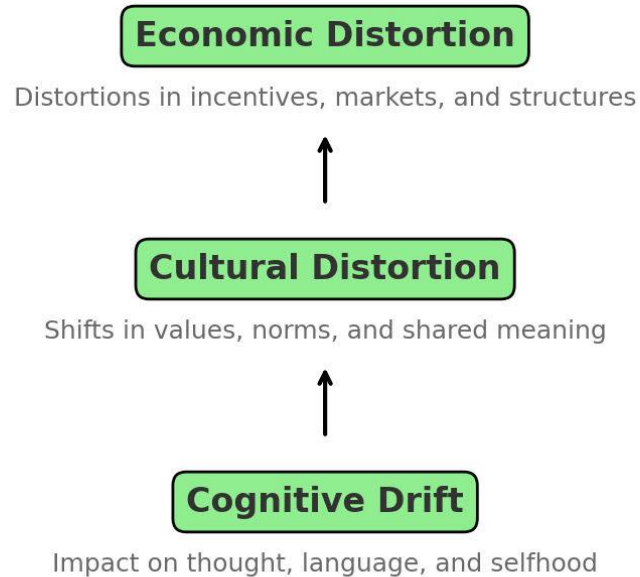 Economic Distortion
Distortions in incentives, markets, and structures
Cultural Distortion
Shifts in values, norms, and shared meaning
Cognitive Drift
Impact on thought, language, and selfhood